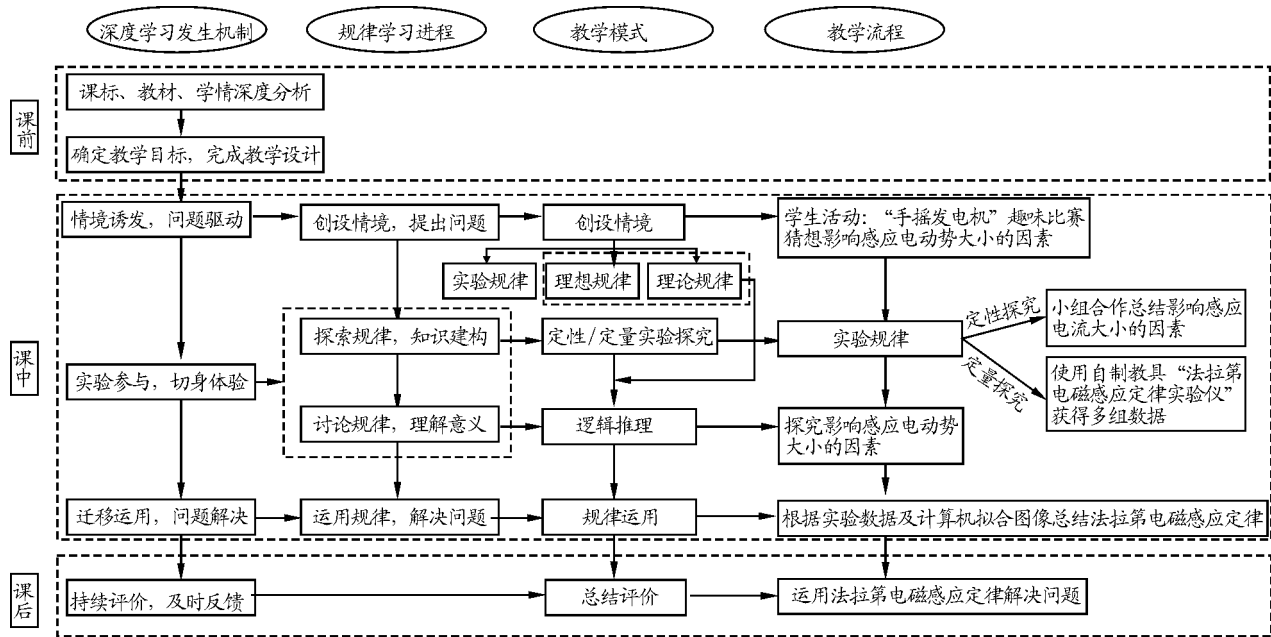 深度学习发生机制
规律学习进程
教学模式
教学流程
课前
课标、教材、学情深度分析
确定教学目标，完成教学设计
课中
情境诱发，问题驱动
创设情境，提出问题
创设情境
学生活动：“手摇发电机”趣味比赛
猜想影响感应电动势大小的因素
实验规律
理想规律
理论规律
探索规律，知识建构
定性/定量实验探究
实验规律
定性探究
小组合作总结影响感应
电流大小的因素
定量探究
使用自制教具“法拉第
电磁感应定律实验仪”
获得多组数据
实验参与，切身体验
讨论规律，理解意义
逻辑推理
探究影响感应电动势
大小的因素
迁移运用，问题解决
运用规律，解决问题
规律运用
根据实验数据及计算机拟合图像总结法拉第电磁感应定律
课后
持续评价，及时反馈
总结评价
运用法拉第电磁感应定律解决问题